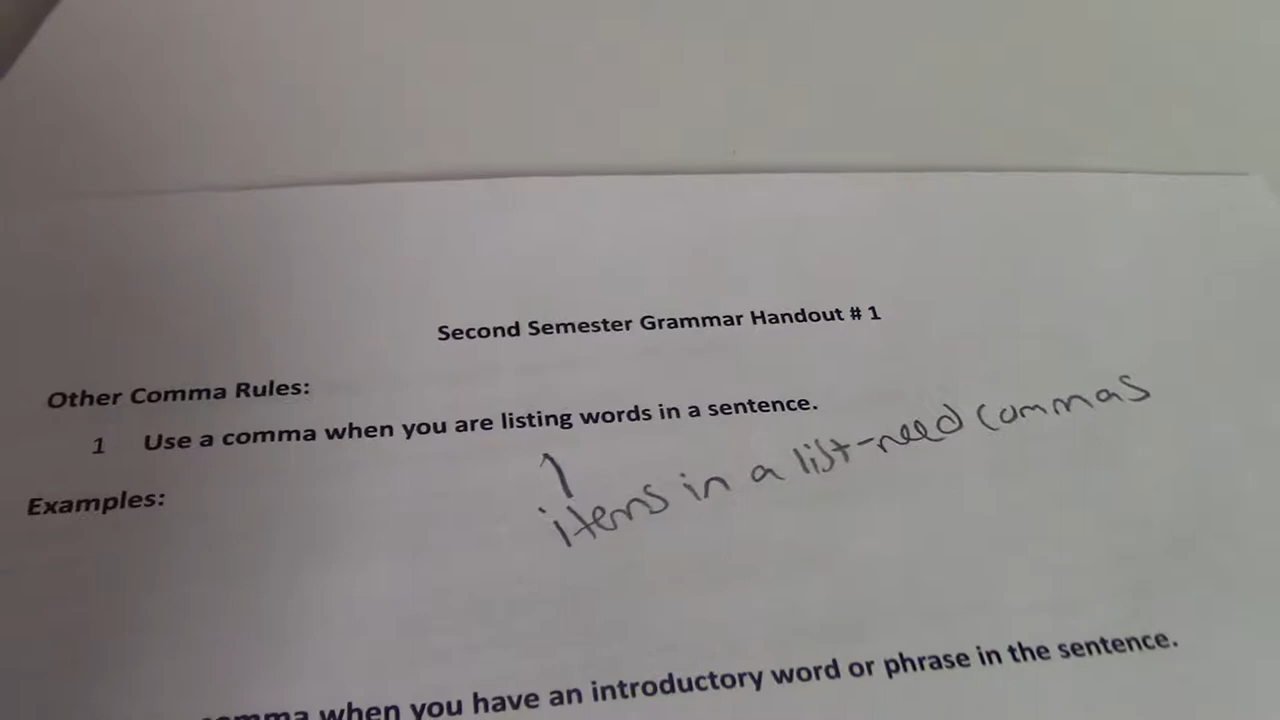 Second Semester Grammar Handout # 1
Other Comma Rules:
1 Use a comma when you are listing words in a sentence.
items in a list-need commas
Examples:
comma when you have an introductory word or phrase in the sentence.